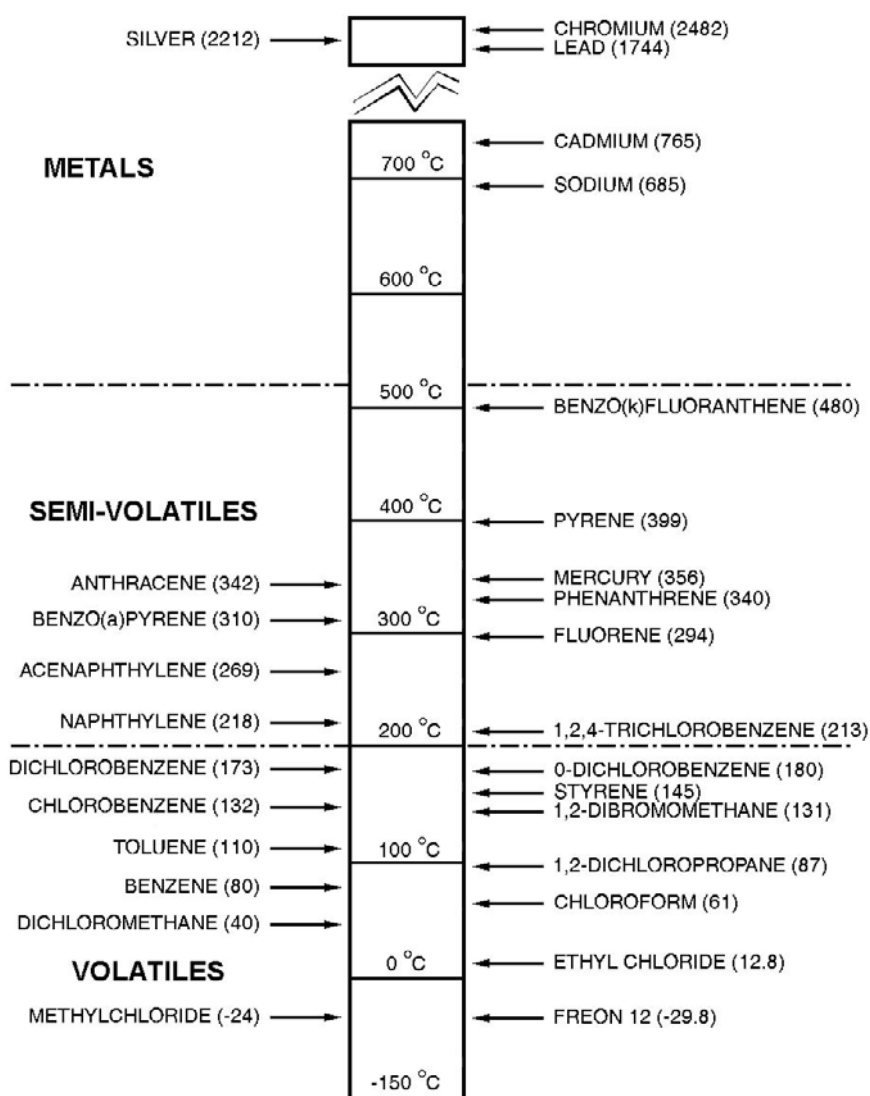 SILVER (2212)
CHROMIUM (2482)
LEAD (1744)
CADMIUM (765)
METALS
700 °C
SODIUM (685)
600 °C
500 °C
BENZO(k)FLUORANTHENE (480)
SEMI-VOLATILES
400 °C
PYRENE (399)
ANTHRACENE (342)
MERCURY (356)
PHENANTHRENE (340)
BENZO(a)PYRENE (310)
300 °C
FLUORENE (294)
ACENAPHTHYLENE (269)
NAPHTHYLENE (218)
200 °C
1,2,4-TRICHLOROBENZENE (213)
DICHLOROBENZENE (173)
0-DICHLOROBENZENE (180)
STYRENE (145)
CHLOROBENZENE (132)
1,2-DIBROMOMETHANE (131)
TOLUENE (110)
100 °C
1,2-DICHLOROPROPANE (87)
BENZENE (80)
CHLOROFORM (61)
DICHLOROMETHANE (40)
VOLATILES
0 °C
ETHYL CHLORIDE (12.8)
METHYLCHLORIDE (-24)
FREON 12 (-29.8)
-150 °C